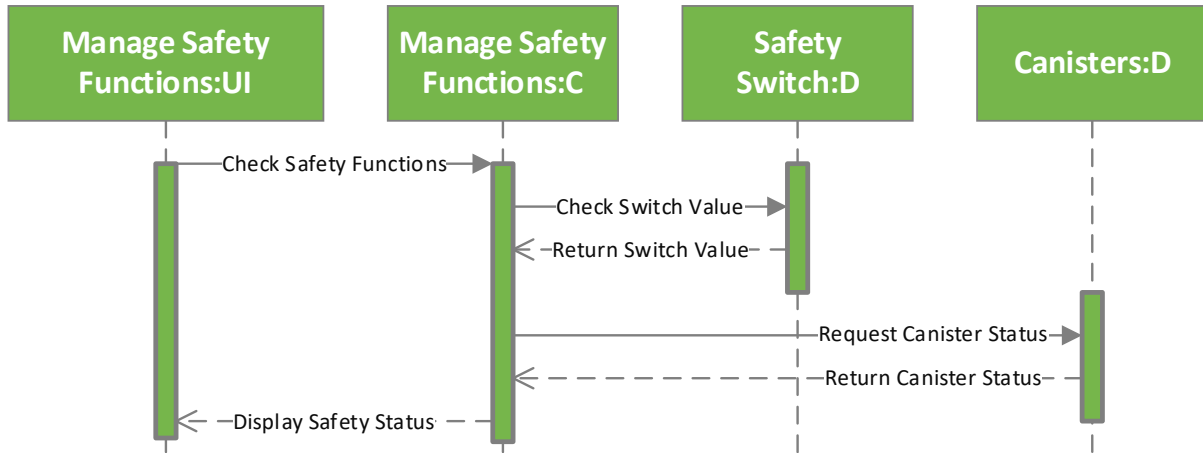 Manage Safety
Functions:UI
Manage Safety
Functions:C
Safety
Switch:D
Canisters:D
Check Safety Functions
Check Switch Value
Return Switch Value
Request Canister Status
Return Canister Status
Display Safety Status